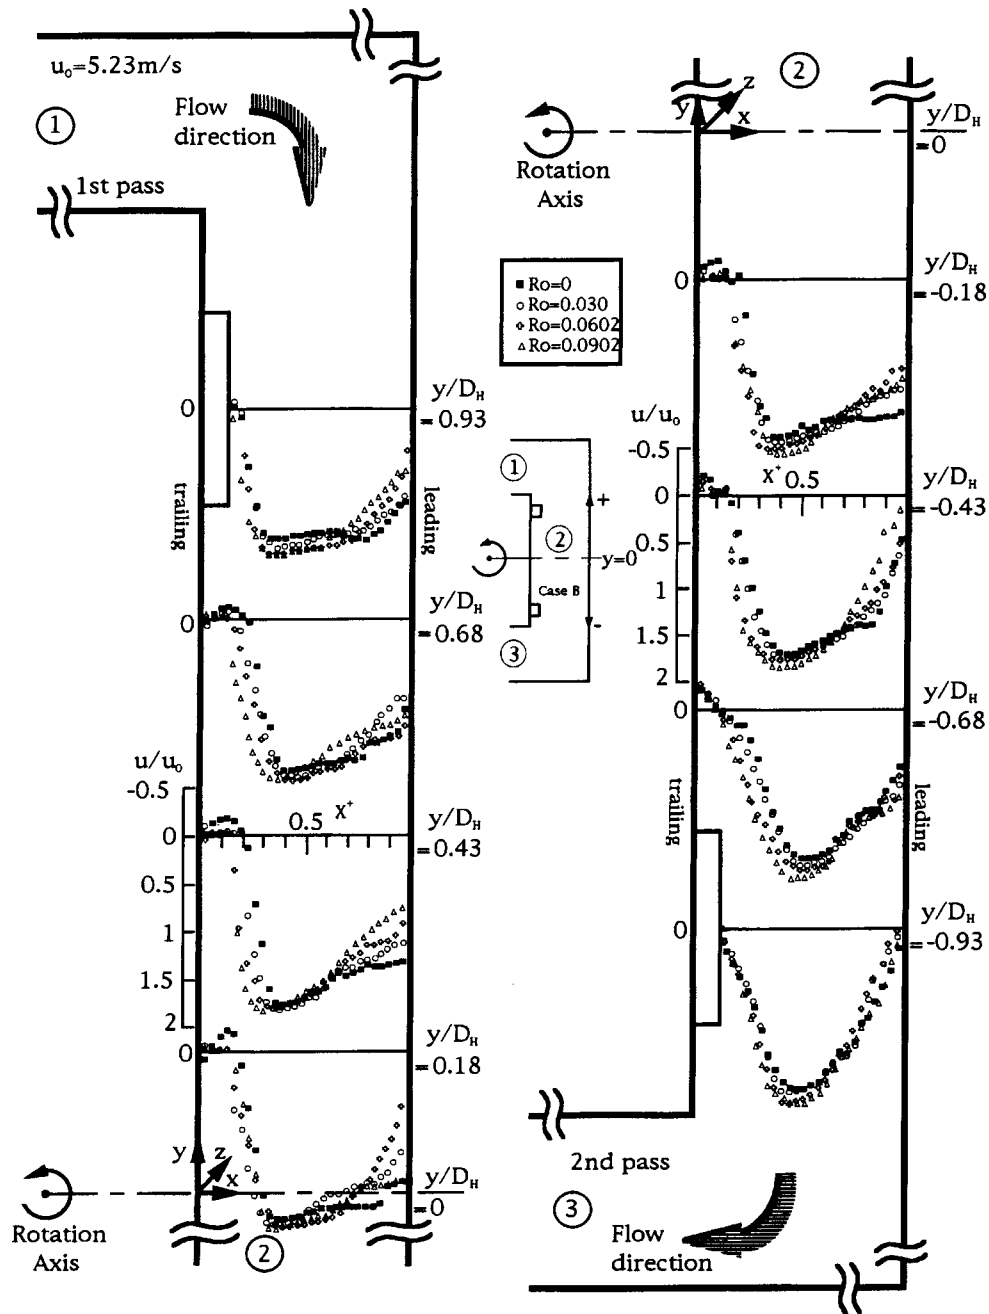 u₀=5.23m/s
①
Flow
direction
1st pass
0
y/D_H
= 0.93
trailing
leading
0
y/D_H
= 0.68
u/u₀
-0.5
0.5 X⁺
0
y/D_H
= 0.43
0.5
1
1.5
2
0
y/D_H
= 0.18
y
z
x
y/D_H
=0
Rotation
Axis
②
Ro=0
Ro=0.030
Ro=0.0602
Ro=0.0902
①
+
②
y=0
Case B
-
③
②
y
z
x
y/D_H
=0
Rotation
Axis
0
y/D_H
=-0.18
u/u₀
-0.5
X⁺ 0.5
0
y/D_H
=-0.43
0.5
1
1.5
2
0
y/D_H
=-0.68
trailing
leading
0
y/D_H
=-0.93
2nd pass
③
Flow
direction